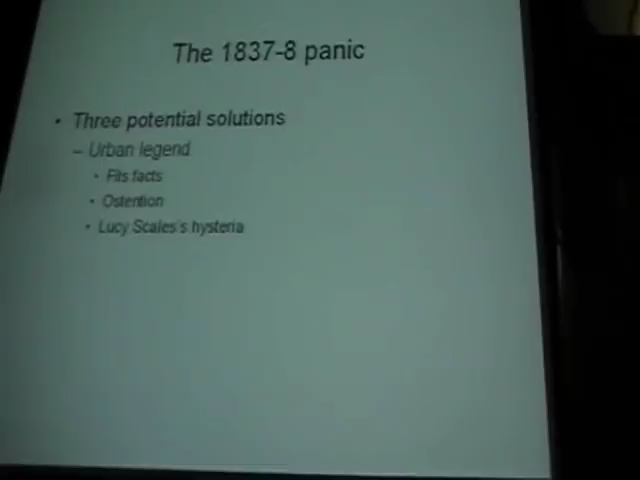 The 1837-8 panic
• Three potential solutions
– Urban legend
• Fits facts
• Ostention
• Lucy Scales's hysteria